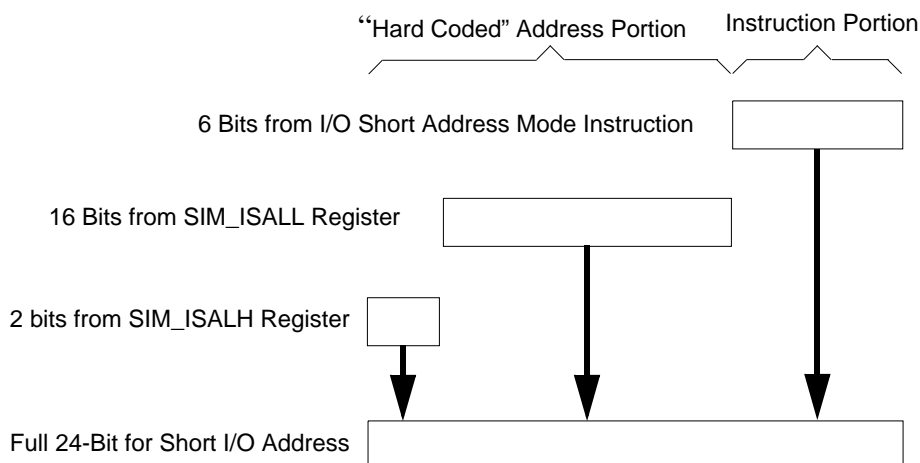 “Hard Coded” Address Portion
Instruction Portion
6 Bits from I/O Short Address Mode Instruction
16 Bits from SIM_ISALL Register
2 bits from SIM_ISALH Register
Full 24-Bit for Short I/O Address